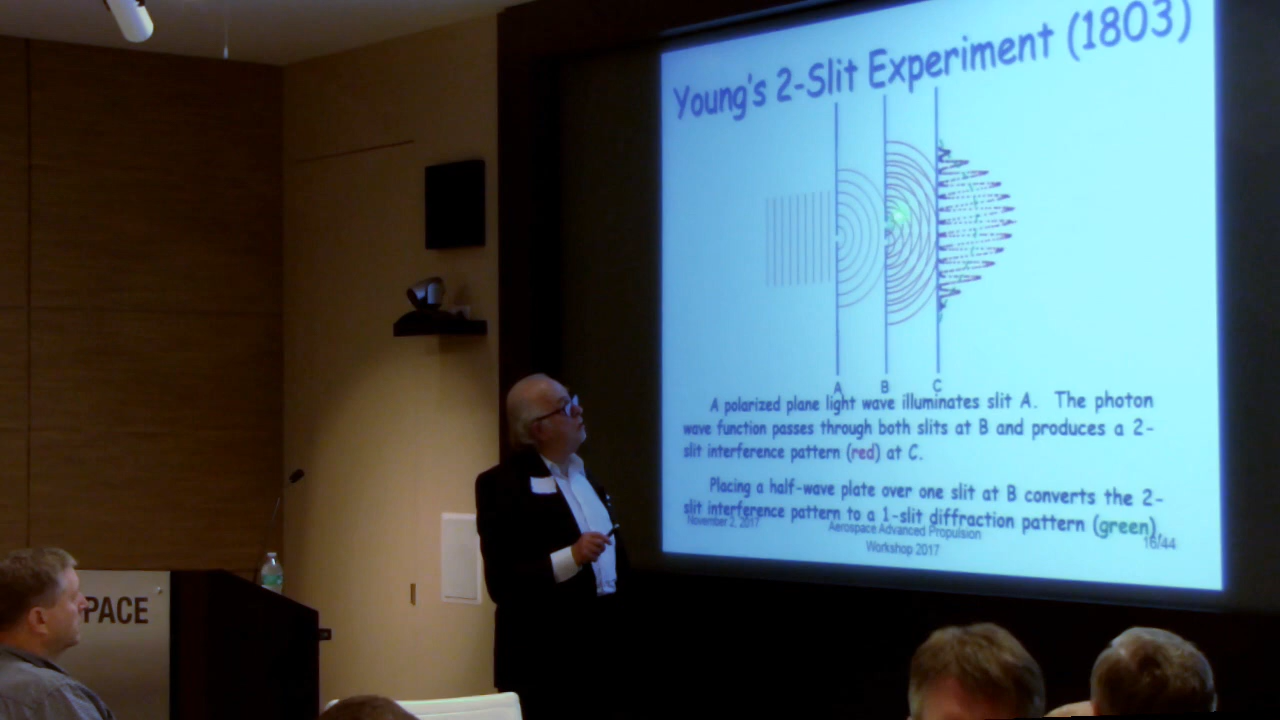 Young's 2-Slit Experiment (1803)
A B C
A polarized plane light wave illuminates slit A. The photon
wave function passes through both slits at B and produces a 2-
slit interference pattern (red) at C.
Placing a half-wave plate over one slit at B converts the 2-
slit interference pattern to a 1-slit diffraction pattern (green).
November 2, 2017
Aerospace Advanced Propulsion
Workshop 2017
16/44
PACE